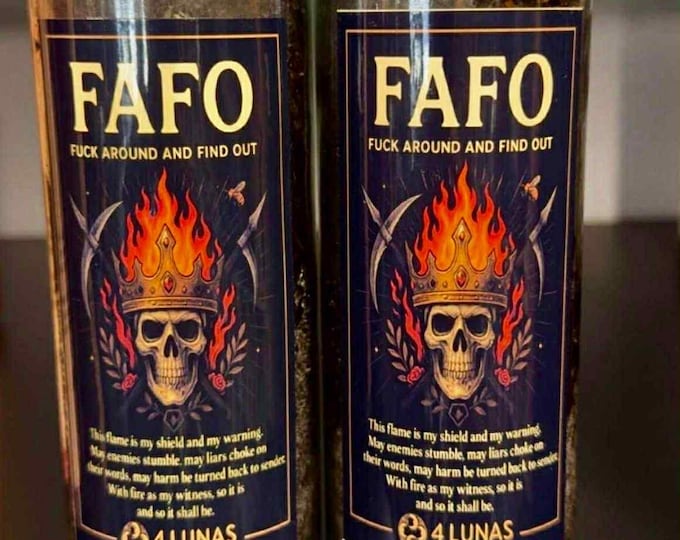 FAFO
FUCK AROUND AND FIND OUT
This flame is my shield and my warning.
May enemies stumble, may liars choke on
their words, may harm be turned back to sender.
With fire as my witness, so it is
and so it shall be.
4 LUNAS
FAFO
FUCK AROUND AND FIND OUT
This flame is my shield and my warning.
May enemies stumble, may liars choke on
their words, may harm be turned back to sender.
With fire as my witness, so it is
and so it shall be.
4 LUNAS